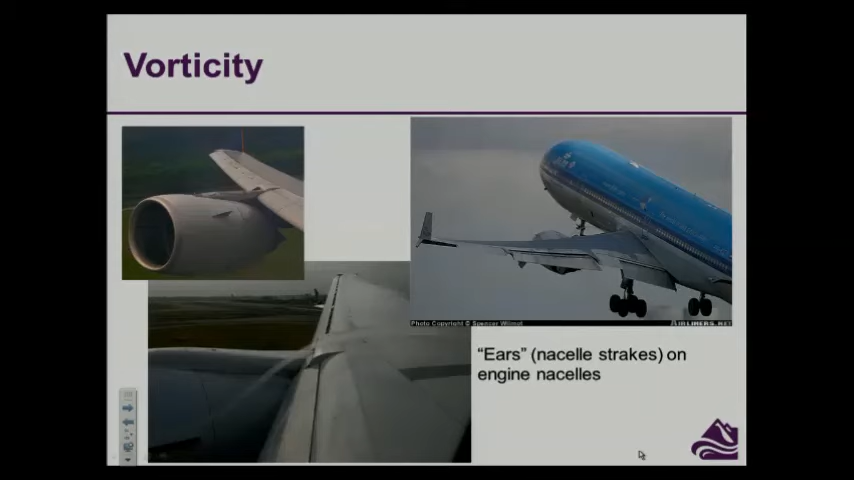 Vorticity
Photo Copyright © Spencer Wilmot
AIRLINERS.NET
“Ears” (nacelle strakes) on
engine nacelles